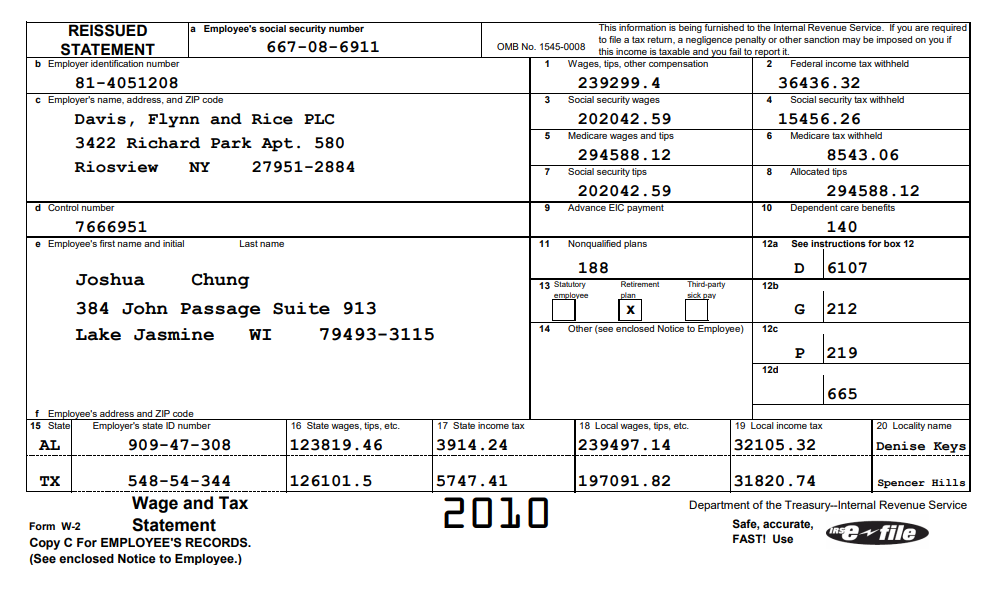 REISSUED STATEMENT
a Employee's social security number
667-08-6911
OMB No. 1545-0008
This information is being furnished to the Internal Revenue Service. If you are required
to file a tax return, a negligence penalty or other sanction may be imposed on you if
this income is taxable and you fail to report it.
b Employer identification number
81-4051208
1 Wages, tips, other compensation
239299.4
2 Federal income tax withheld
36436.32
c Employer's name, address, and ZIP code
Davis, Flynn and Rice PLC
3422 Richard Park Apt. 580
Riosview NY 27951-2884
3 Social security wages
202042.59
4 Social security tax withheld
15456.26
5 Medicare wages and tips
294588.12
6 Medicare tax withheld
8543.06
7 Social security tips
202042.59
8 Allocated tips
294588.12
d Control number
7666951
9 Advance EIC payment
10 Dependent care benefits
140
e Employee's first name and initial Last name
Joshua Chung
384 John Passage Suite 913
Lake Jasmine WI 79493-3115
11 Nonqualified plans
188
12a See instructions for box 12
D 6107
13 Statutory employee
Retirement plan
X
Third-party sick pay
12b
G 212
14 Other (see enclosed Notice to Employee)
12c
P 219
12d
665
f Employee's address and ZIP code
15 State Employer's state ID number 16 State wages, tips, etc. 17 State income tax 18 Local wages, tips, etc. 19 Local income tax 20 Locality name
AL 909-47-308 123819.46 3914.24 239497.14 32105.32 Denise Keys
TX 548-54-344 126101.5 5747.41 197091.82 31820.74 Spencer Hills
Form W-2
Wage and Tax
Statement
2010
Department of the Treasury--Internal Revenue Service
Copy C For EMPLOYEE'S RECORDS.
(See enclosed Notice to Employee.)
Safe, accurate,
FAST! Use
IRS e-file